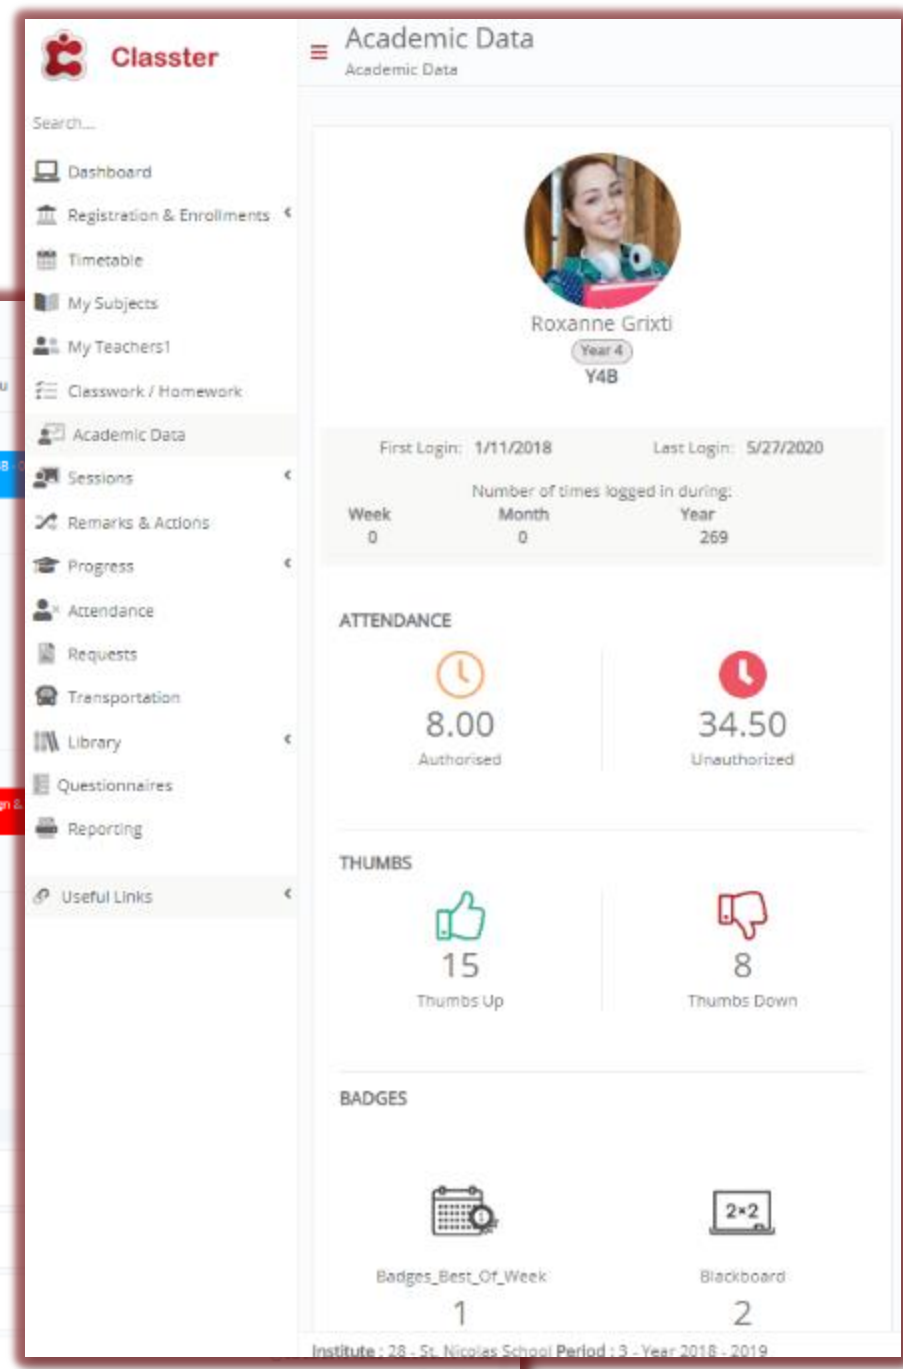 Classter
Search...
Dashboard
Registration & Enrollments
Timetable
My Subjects
My Teachers1
Classwork / Homework
Academic Data
Sessions
Remarks & Actions
Progress
Attendance
Requests
Transportation
Library
Questionnaires
Reporting
Useful Links
Academic Data
Academic Data
Roxanne Grixti
Year 4
Y4B
First Login: 1/11/2018 Last Login: 5/27/2020
Number of times logged in during:
Week Month Year
0 0 269
ATTENDANCE
8.00 34.50
Authorised Unauthorized
THUMBS
15 8
Thumbs Up Thumbs Down
BADGES
2×2
Badges_Best_Of_Week Blackboard
1 2
Institute : 28 - St. Nicolas School Period : 3 - Year 2018 - 2019